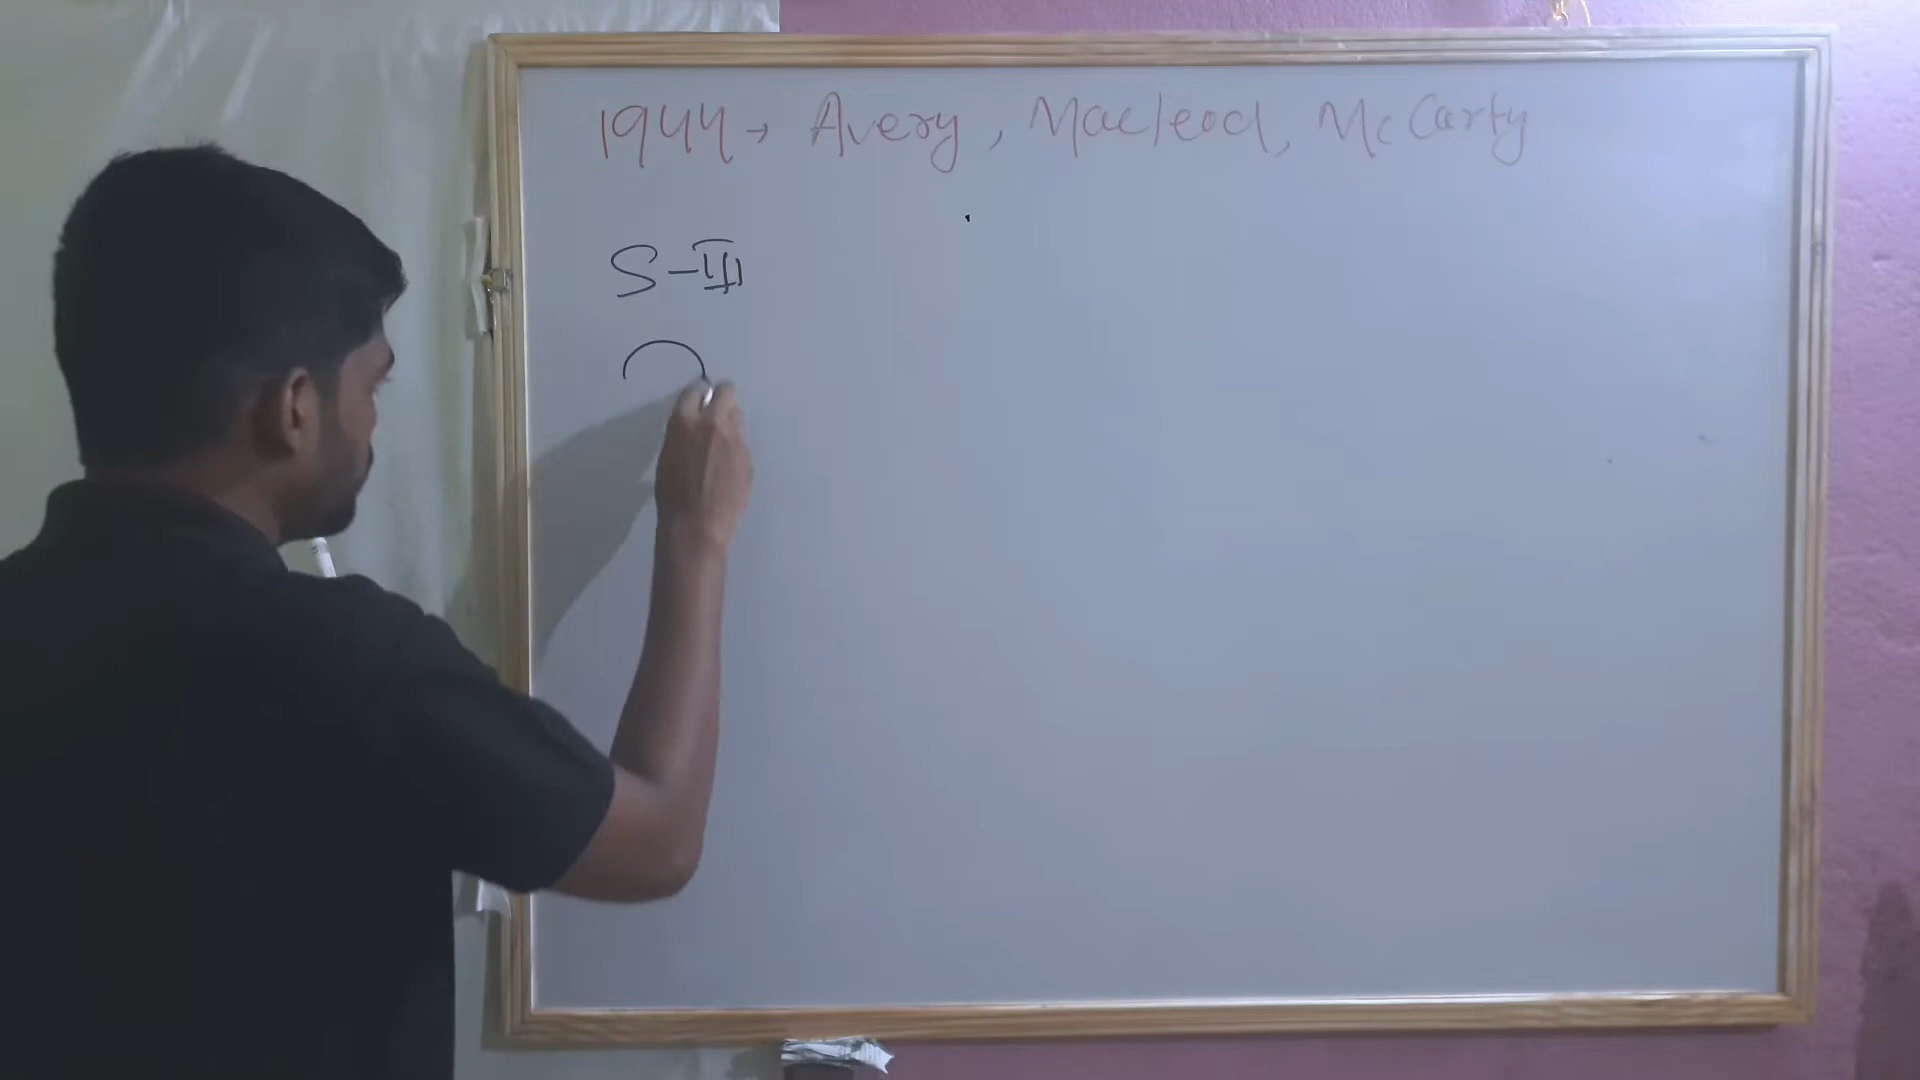 1944 → Avery, Macleod, McCarty
S-III